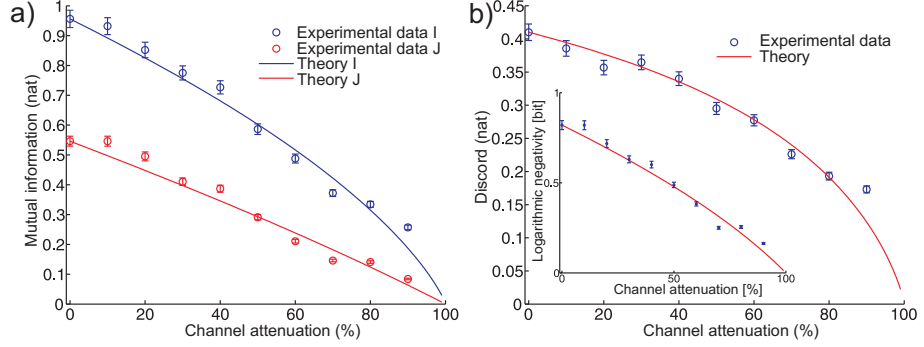 a)
Mutual information (nat)
1
0.9
0.8
0.7
0.6
0.5
0.4
0.3
0.2
0.1
0
0
20
40
60
80
100
Channel attenuation (%)
Experimental data I
Experimental data J
Theory I
Theory J
b)
Discord (nat)
0.45
0.4
0.35
0.3
0.25
0.2
0.15
0.1
0.05
0
0
20
40
60
80
100
Channel attenuation (%)
Experimental data
Theory
Logarithmic negativity [bit]
1
0.5
0
0
50
100
Channel attenuation [%]